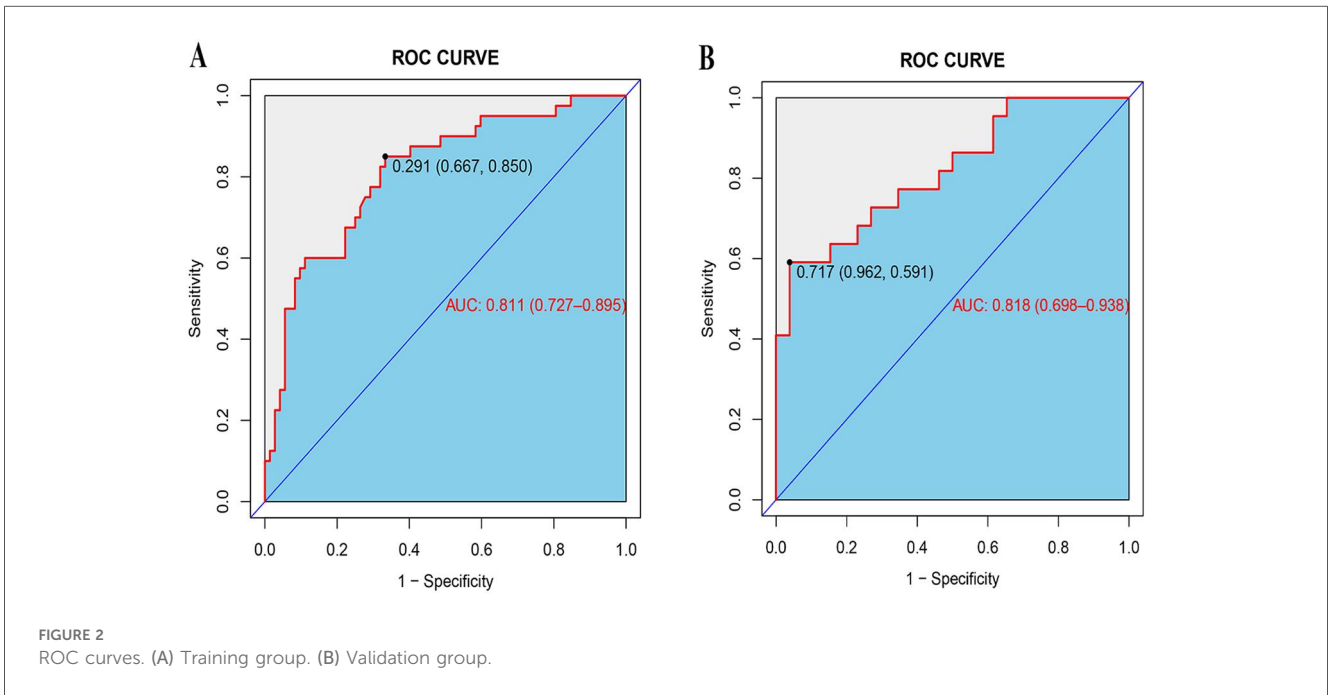 A
ROC CURVE
1.0
0.8
0.6
0.4
0.2
0.0
Sensitivity
0.291 (0.667, 0.850)
AUC: 0.811 (0.727–0.895)
0.0 0.2 0.4 0.6 0.8 1.0
1 − Specificity
B
ROC CURVE
1.0
0.8
0.6
0.4
0.2
0.0
Sensitivity
0.717 (0.962, 0.591)
AUC: 0.818 (0.698–0.938)
0.0 0.2 0.4 0.6 0.8 1.0
1 − Specificity
FIGURE 2
ROC curves. (A) Training group. (B) Validation group.